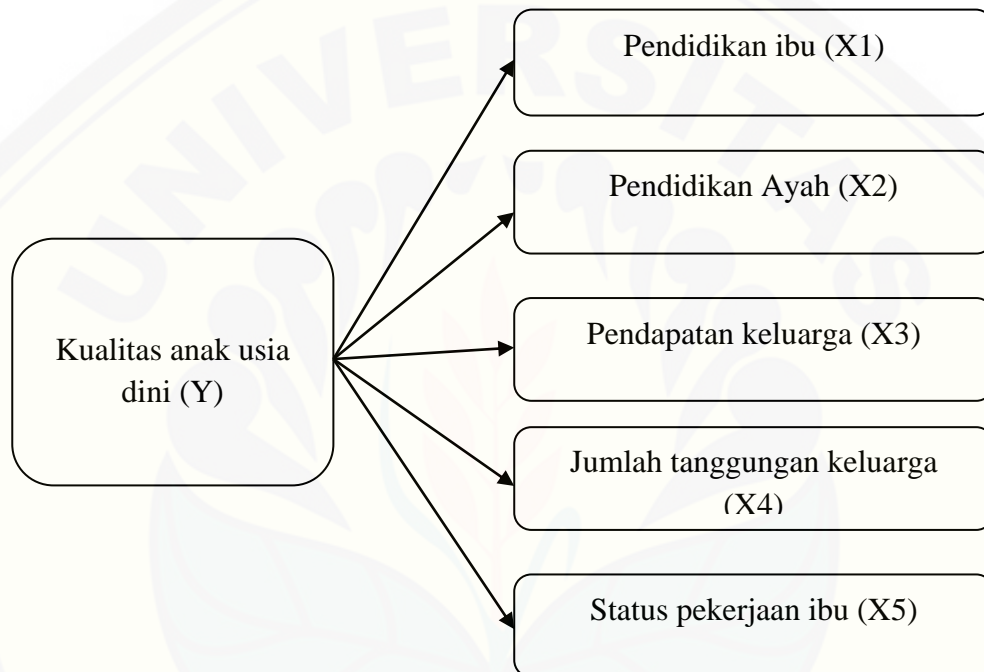 UNIVERSITAS
Pendidikan ibu (X1)
Pendidikan Ayah (X2)
Kualitas anak usia
dini (Y)
Pendapatan keluarga (X3)
Jumlah tanggungan keluarga
(X4)
Status pekerjaan ibu (X5)